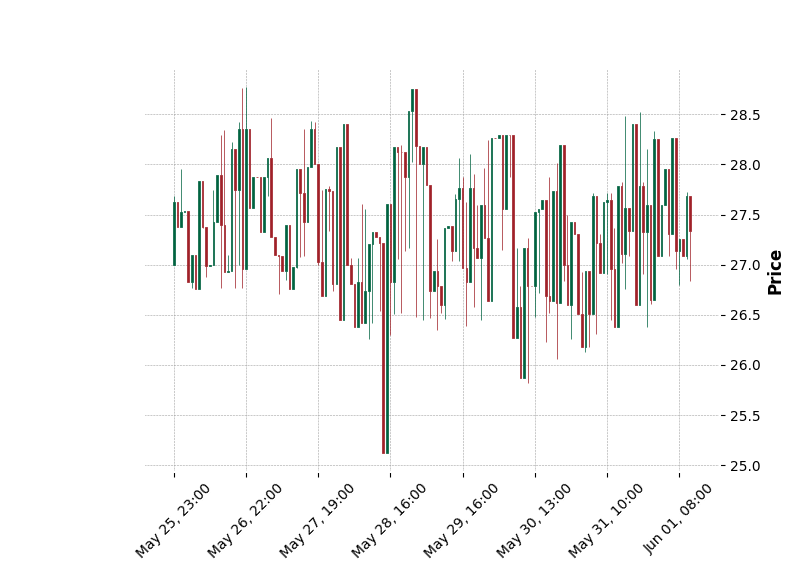 28.5
28.0
27.5
27.0
26.5
26.0
25.5
25.0
Price
May 25, 23:00
May 26, 22:00
May 27, 19:00
May 28, 16:00
May 29, 16:00
May 30, 13:00
May 31, 10:00
Jun 01, 08:00